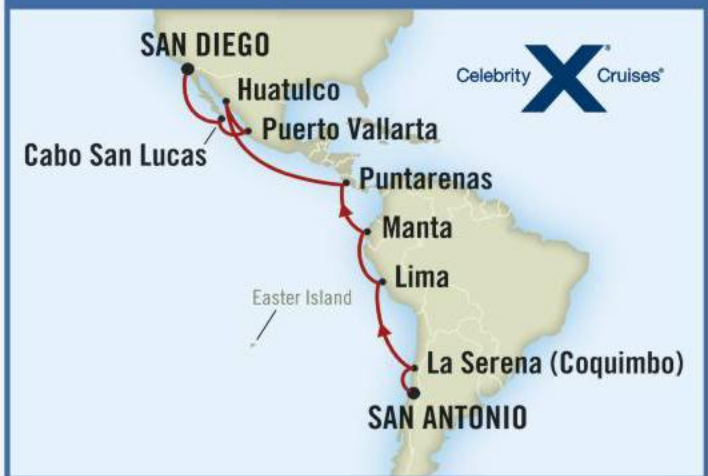 SAN DIEGO
Celebrity X® Cruises®
Huatulco
Puerto Vallarta
Cabo San Lucas
Puntarenas
Manta
Lima
Easter Island
La Serena (Coquimbo)
SAN ANTONIO